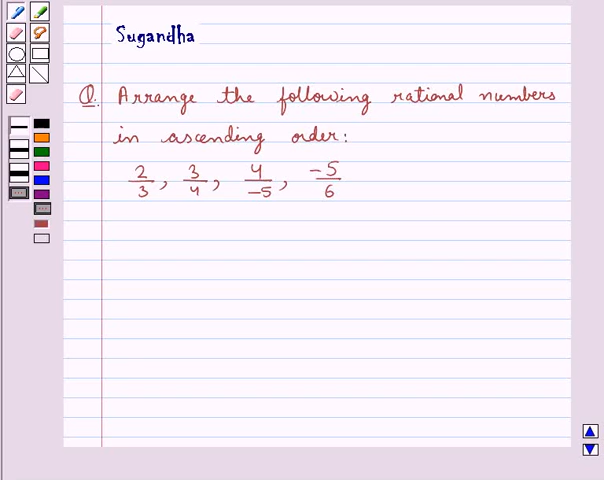 Sugandha
Q. Arrange the following rational numbers
in ascending order:
2/3, 3/4, 4/-5, -5/6